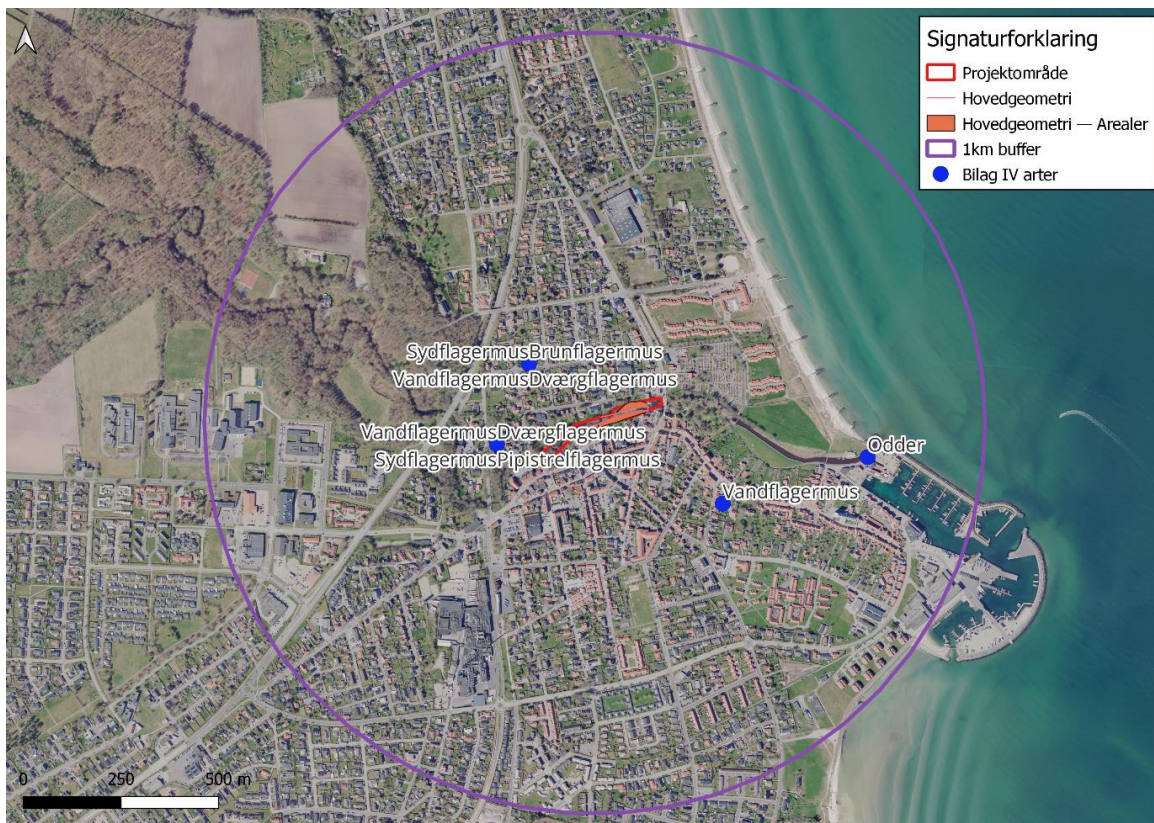 Signaturforklaring
Projektområde
Hovedgeometri
Hovedgeometri — Arealer
1km buffer
Bilag IV arter
SydflagermusBrunflagermus
VandflagermusDværgflagermus
VandflagermusDværgflagermus
SydflagermusPipistrelflagermus
Odder
Vandflagermus
0 250 500 m